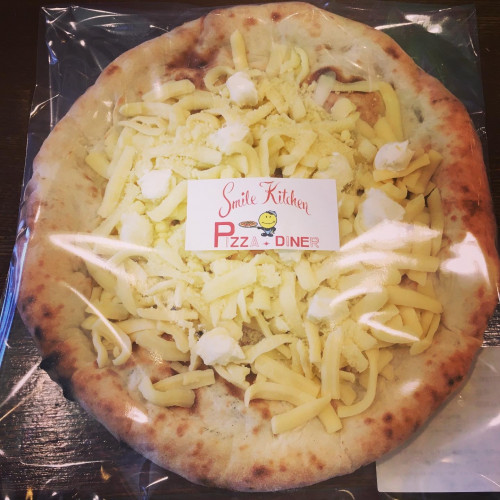 Smile Kitchen
PIZZA + DINER